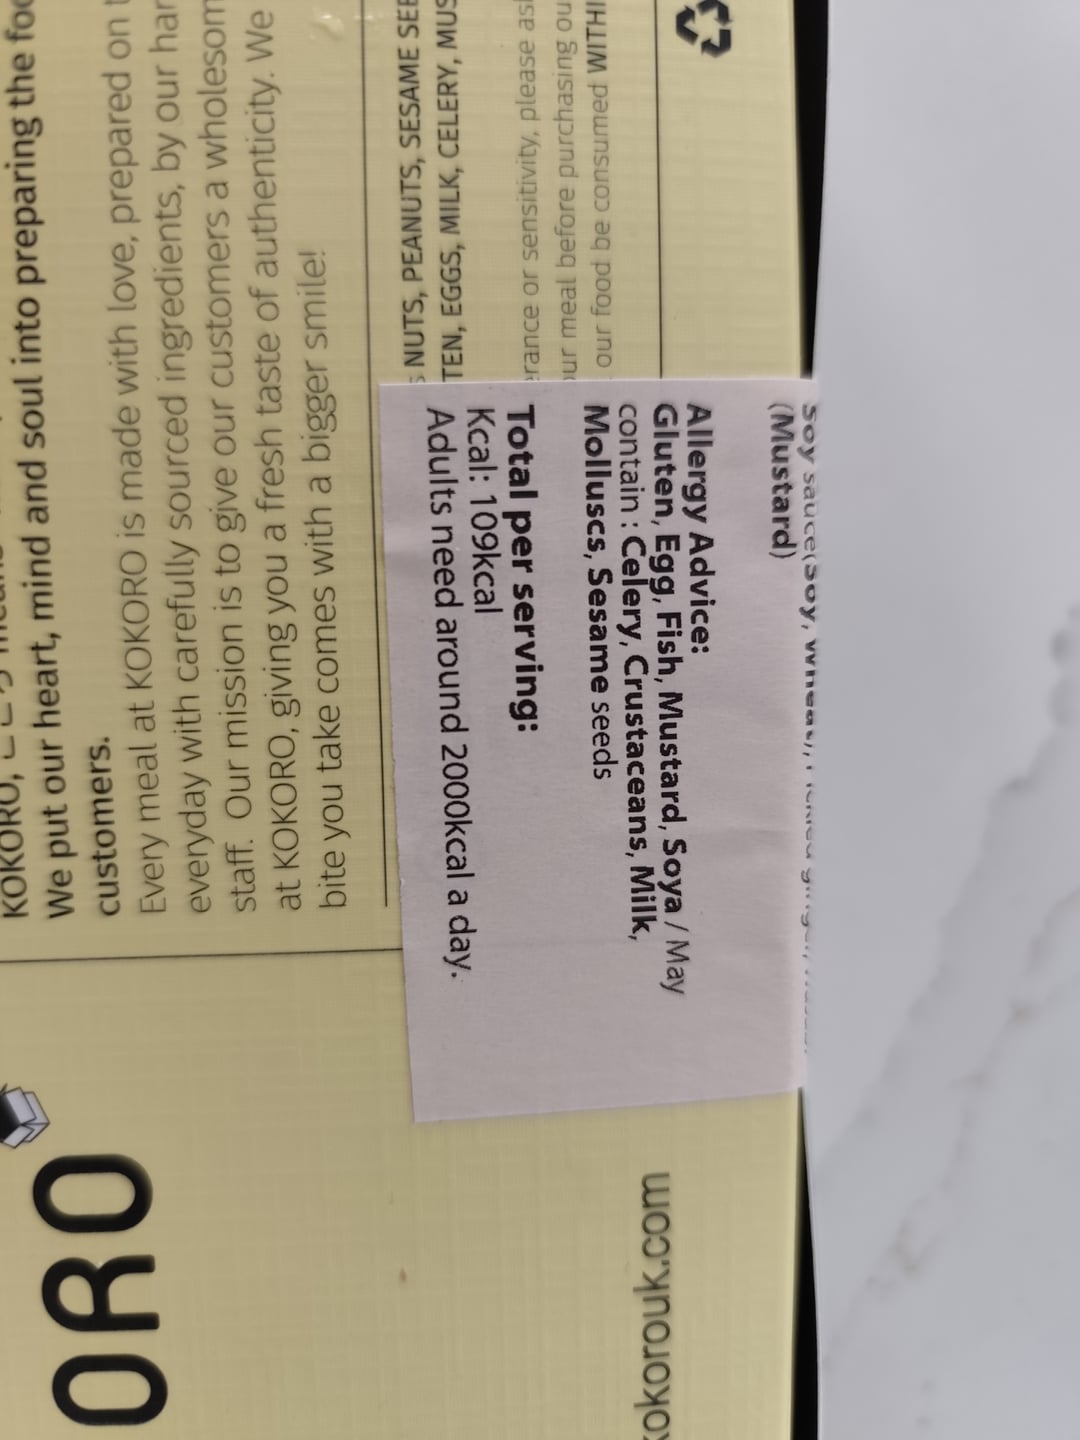 We put our heart, mind and soul into preparing the
customers.
Every meal at KOKORO is made with love, prepared on
everyday with carefully sourced ingredients, by our
staff. Our mission is to give our customers a
at KOKORO, giving you a fresh taste of authenticity. We
bite you take comes with a bigger smile!
NUTS, PEANUTS, SESAME
EGGS, MILK, CELERY,
or sensitivity, please
meal before purchasing
our food be consumed
Soy sauce(Soy,
(Mustard)
Allergy Advice:
Gluten, Egg, Fish, Mustard, Soya / May
contain : Celery, Crustaceans, Milk,
Molluscs, Sesame seeds
Total per serving:
Kcal: 109kcal
Adults need around 2000kcal a day.
ORO
kokorouk.com